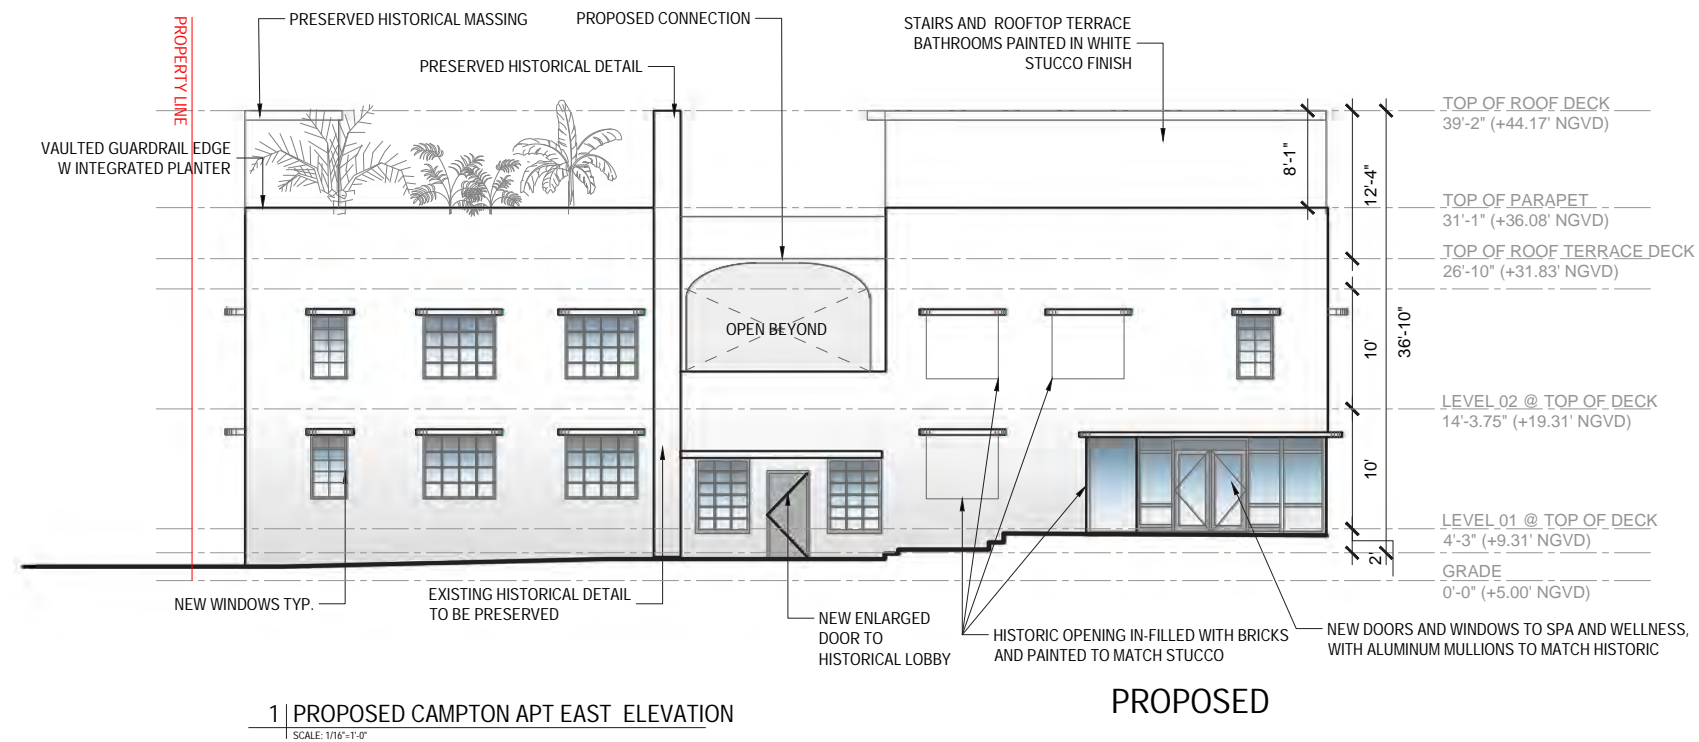 PRESERVED HISTORICAL MASSING
PROPOSED CONNECTION
STAIRS AND ROOFTOP TERRACE
BATHROOMS PAINTED IN WHITE
STUCCO FINISH
PROPERTY LINE
PRESERVED HISTORICAL DETAIL
VAULTED GUARDRAIL EDGE
W INTEGRATED PLANTER
TOP OF ROOF DECK
39'-2" (+44.17' NGVD)
8'-1"
12'-4"
TOP OF PARAPET
31'-1" (+36.08' NGVD)
TOP OF ROOF TERRACE DECK
26'-10" (+31.83' NGVD)
OPEN BEYOND
10'
36'-10"
LEVEL 02 @ TOP OF DECK
14'-3.75" (+19.31' NGVD)
10'
LEVEL 01 @ TOP OF DECK
4'-3" (+9.31' NGVD)
2'
GRADE
0'-0" (+5.00' NGVD)
NEW WINDOWS TYP.
EXISTING HISTORICAL DETAIL
TO BE PRESERVED
NEW ENLARGED
DOOR TO
HISTORICAL LOBBY
HISTORIC OPENING IN-FILLED WITH BRICKS
AND PAINTED TO MATCH STUCCO
NEW DOORS AND WINDOWS TO SPA AND WELLNESS,
WITH ALUMINUM MULLIONS TO MATCH HISTORIC
PROPOSED
1 PROPOSED CAMPTON APT EAST ELEVATION
SCALE: 1/16"=1'-0"